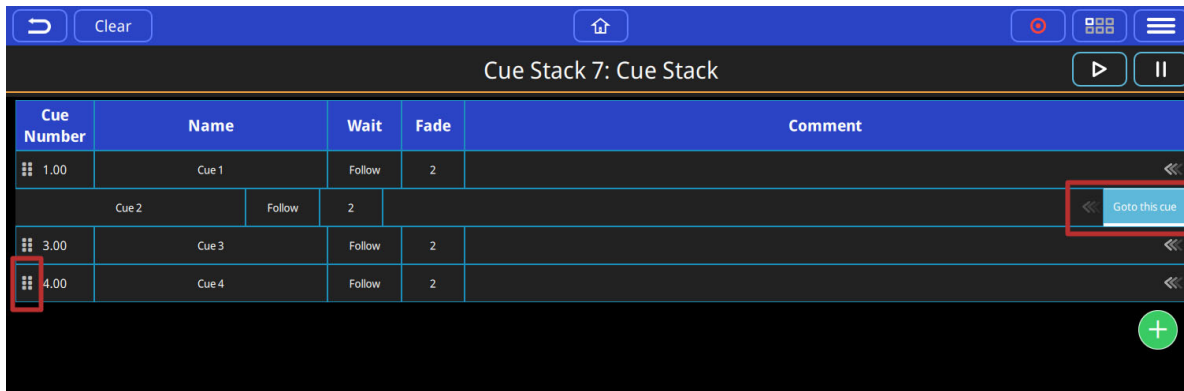 Clear
Cue Stack 7: Cue Stack
Cue Number Name Wait Fade Comment
1.00 Cue 1 Follow 2
Cue 2 Follow 2 Goto this cue
3.00 Cue 3 Follow 2
4.00 Cue 4 Follow 2